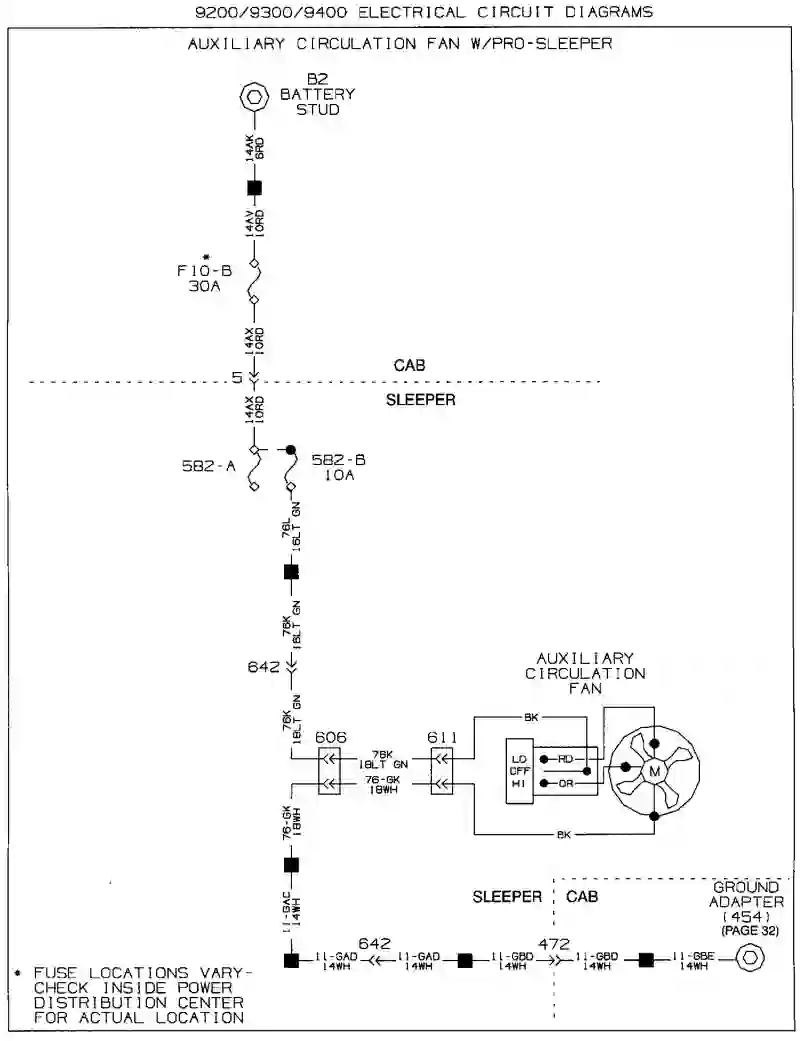 9200/9300/9400 ELECTRICAL CIRCUIT DIAGRAMS
AUXILIARY CIRCULATION FAN W/PRO-SLEEPER
B2
BATTERY
STUD
14AK
6RD
14AV
10RD
*
F10-B
30A
14AX
10RD
CAB
5
SLEEPER
14AX
10RD
582-A
582-B
10A
76L
16LT GN
76K
16LT GN
642
76K
18LT GN
606
611
76K
18LT GN
76-GK
18WH
AUXILIARY
CIRCULATION
FAN
BK
LO
RD
OFF
HI
OR
M
BK
76-GK
18WH
11-GAC
14WH
SLEEPER
CAB
GROUND
ADAPTER
(454)
(PAGE 32)
642
472
11-GAD
14WH
11-GAD
14WH
11-GBD
14WH
11-GBD
14WH
11-GBE
14WH
* FUSE LOCATIONS VARY-
CHECK INSIDE POWER
DISTRIBUTION CENTER
FOR ACTUAL LOCATION